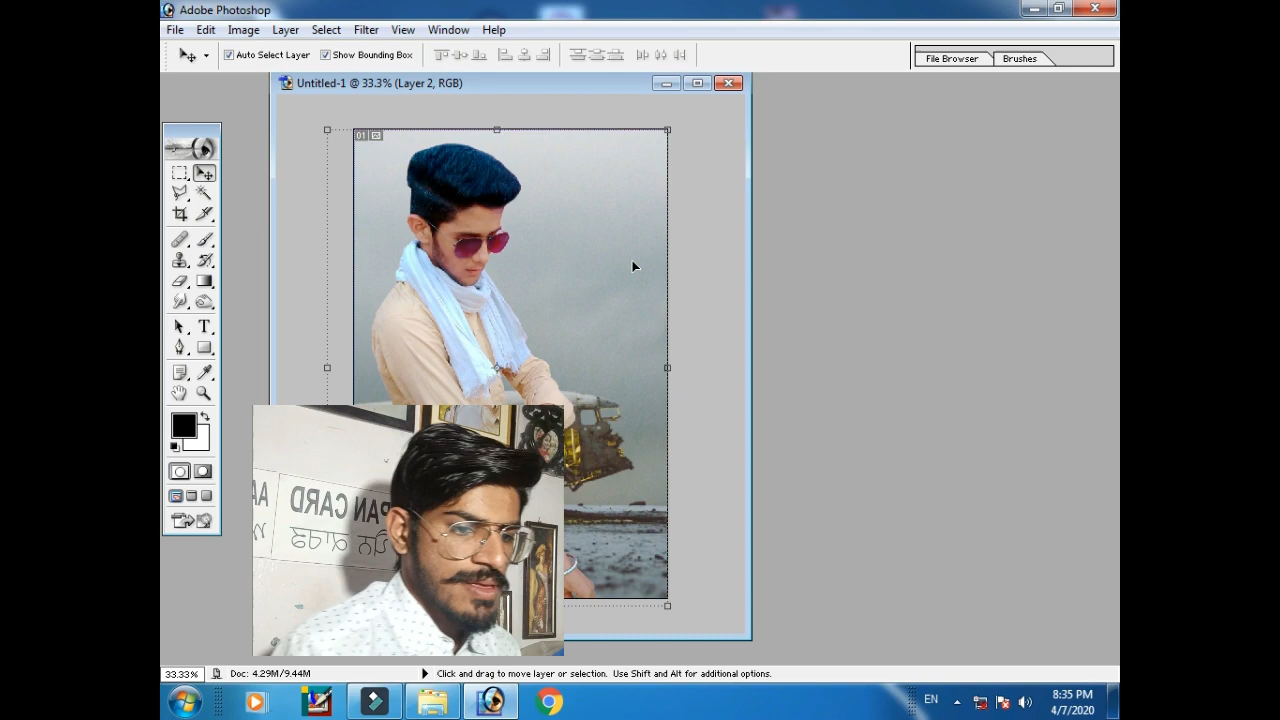 Adobe Photoshop
File Edit Image Layer Select Filter View Window Help
Auto Select Layer Show Bounding Box
File Browser Brushes
Untitled-1 @ 33.3% (Layer 2, RGB)
01
PAN CARD
33.33% Doc: 4.29M/9.44M Click and drag to move layer or selection. Use Shift and Alt for additional options.
EN
8:35 PM
4/7/2020